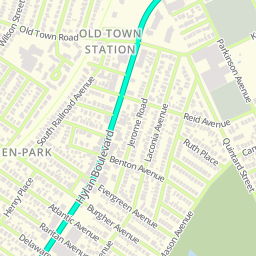 Wilson Street
Old Town Road
OLD TOWN
STATION
Parkinson Avenue
South Railroad Avenue
Jerome Road
Laconia Avenue
Reid Avenue
Ruth Place
Quintard Street
EN-PARK
Hylan Boulevard
Benton Avenue
Henry Place
Evergreen Avenue
Burgher Avenue
Atlantic Avenue
Raritan Avenue
Delawa
Mason Avenue